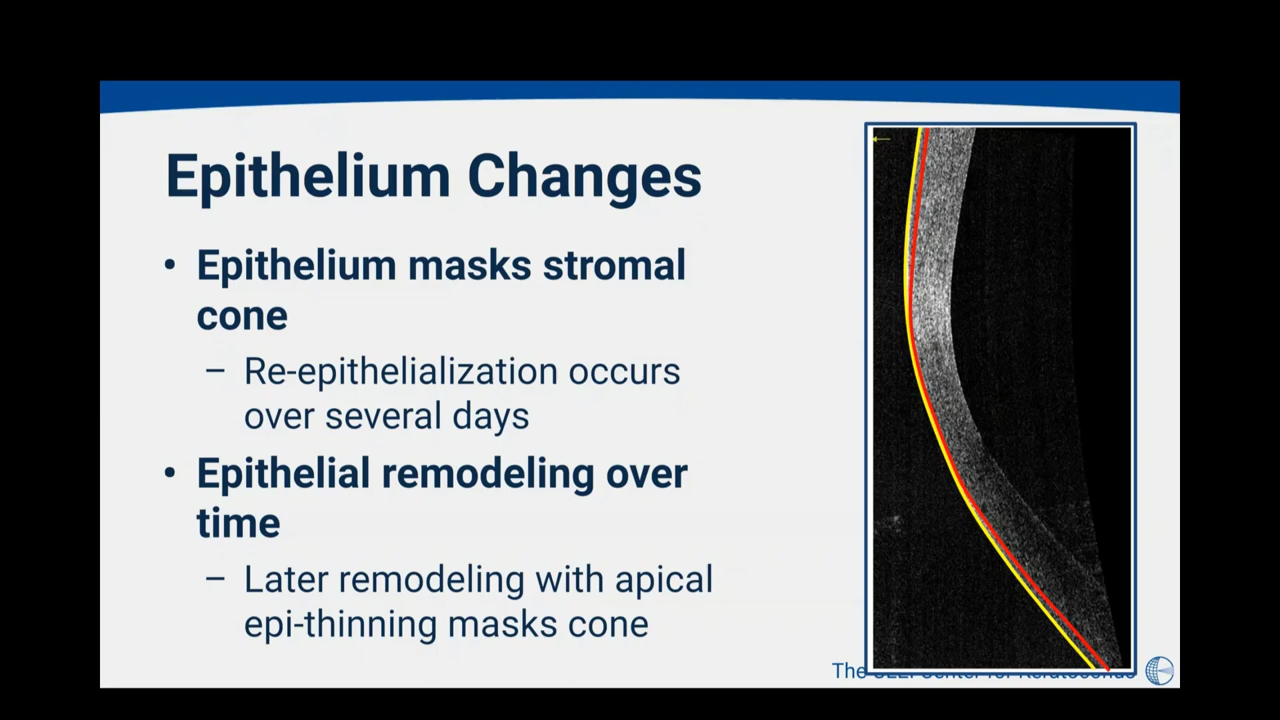 Epithelium Changes
• Epithelium masks stromal
cone
– Re-epithelialization occurs
over several days
• Epithelial remodeling over
time
– Later remodeling with apical
epi-thinning masks cone
The